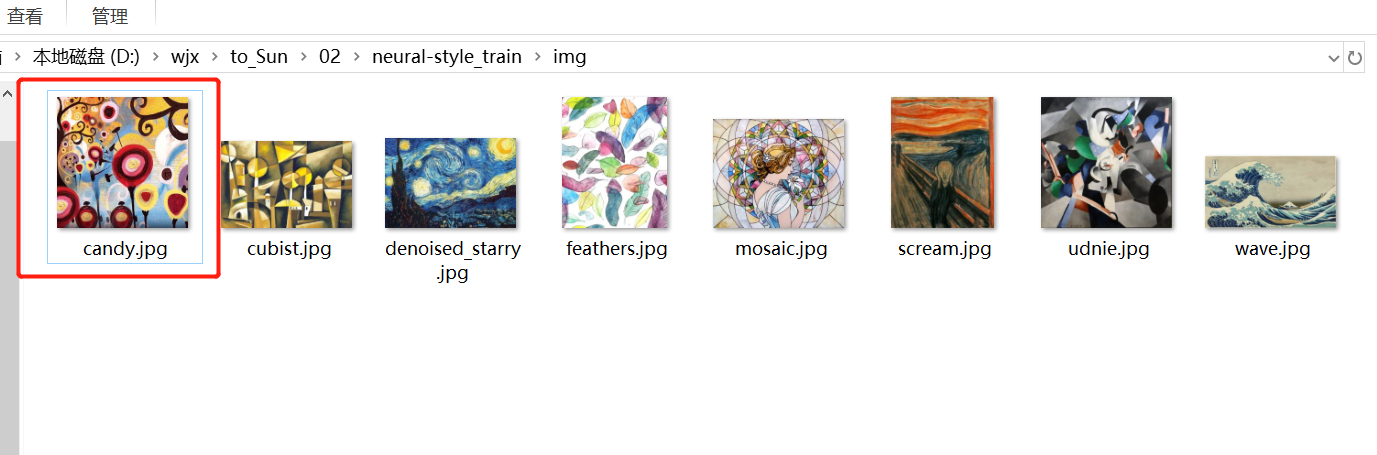 查看 管理
本地磁盘 (D:) > wjx > to_Sun > 02 > neural-style_train > img
candy.jpg cubist.jpg denoised_starry feathers.jpg mosaic.jpg scream.jpg udnie.jpg wave.jpg
.jpg